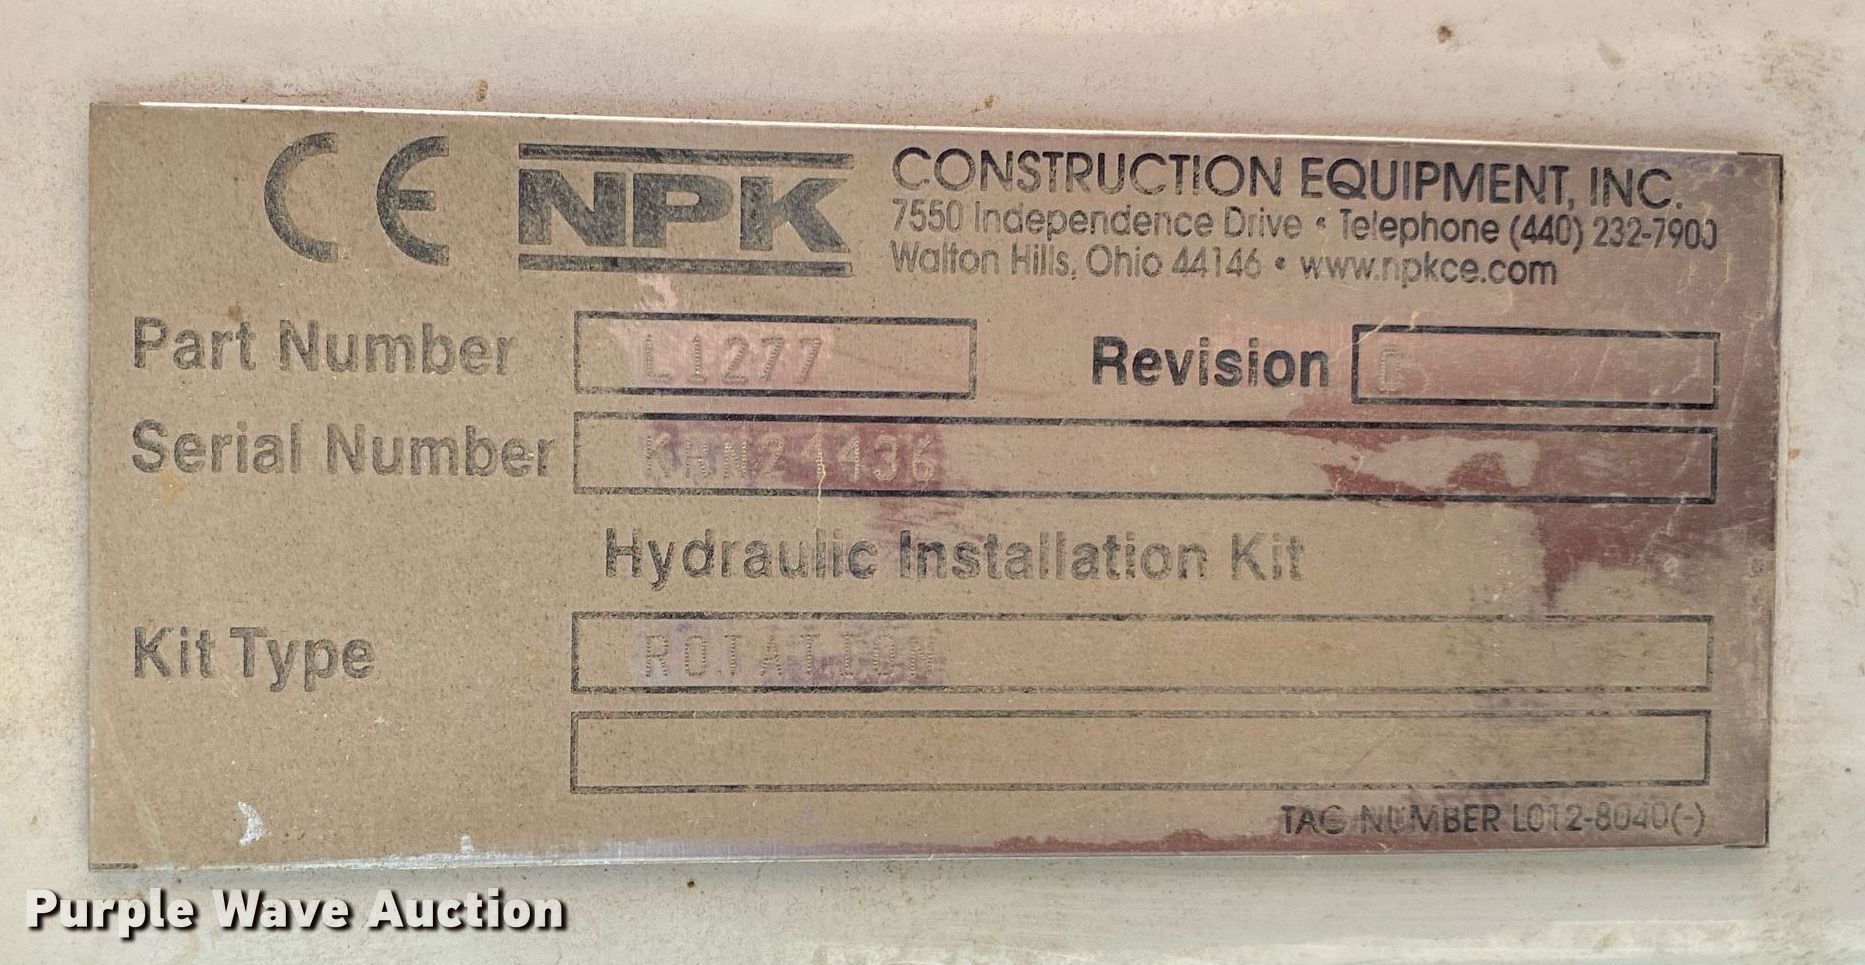 CE NPK CONSTRUCTION EQUIPMENT, INC.
7550 Independence Drive • Telephone (440) 232-7900
Walton Hills, Ohio 44146 • www.npkce.com
Part Number L1277 Revision
Serial Number
Hydraulic Installation Kit
Kit Type ROTATION
TAG NUMBER L012-8040(-)
Purple Wave Auction